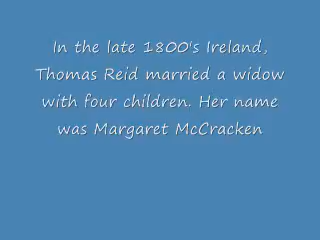 In the late 1800's Ireland,
Thomas Reid married a widow
with four children. Her name
was Margaret McCracken